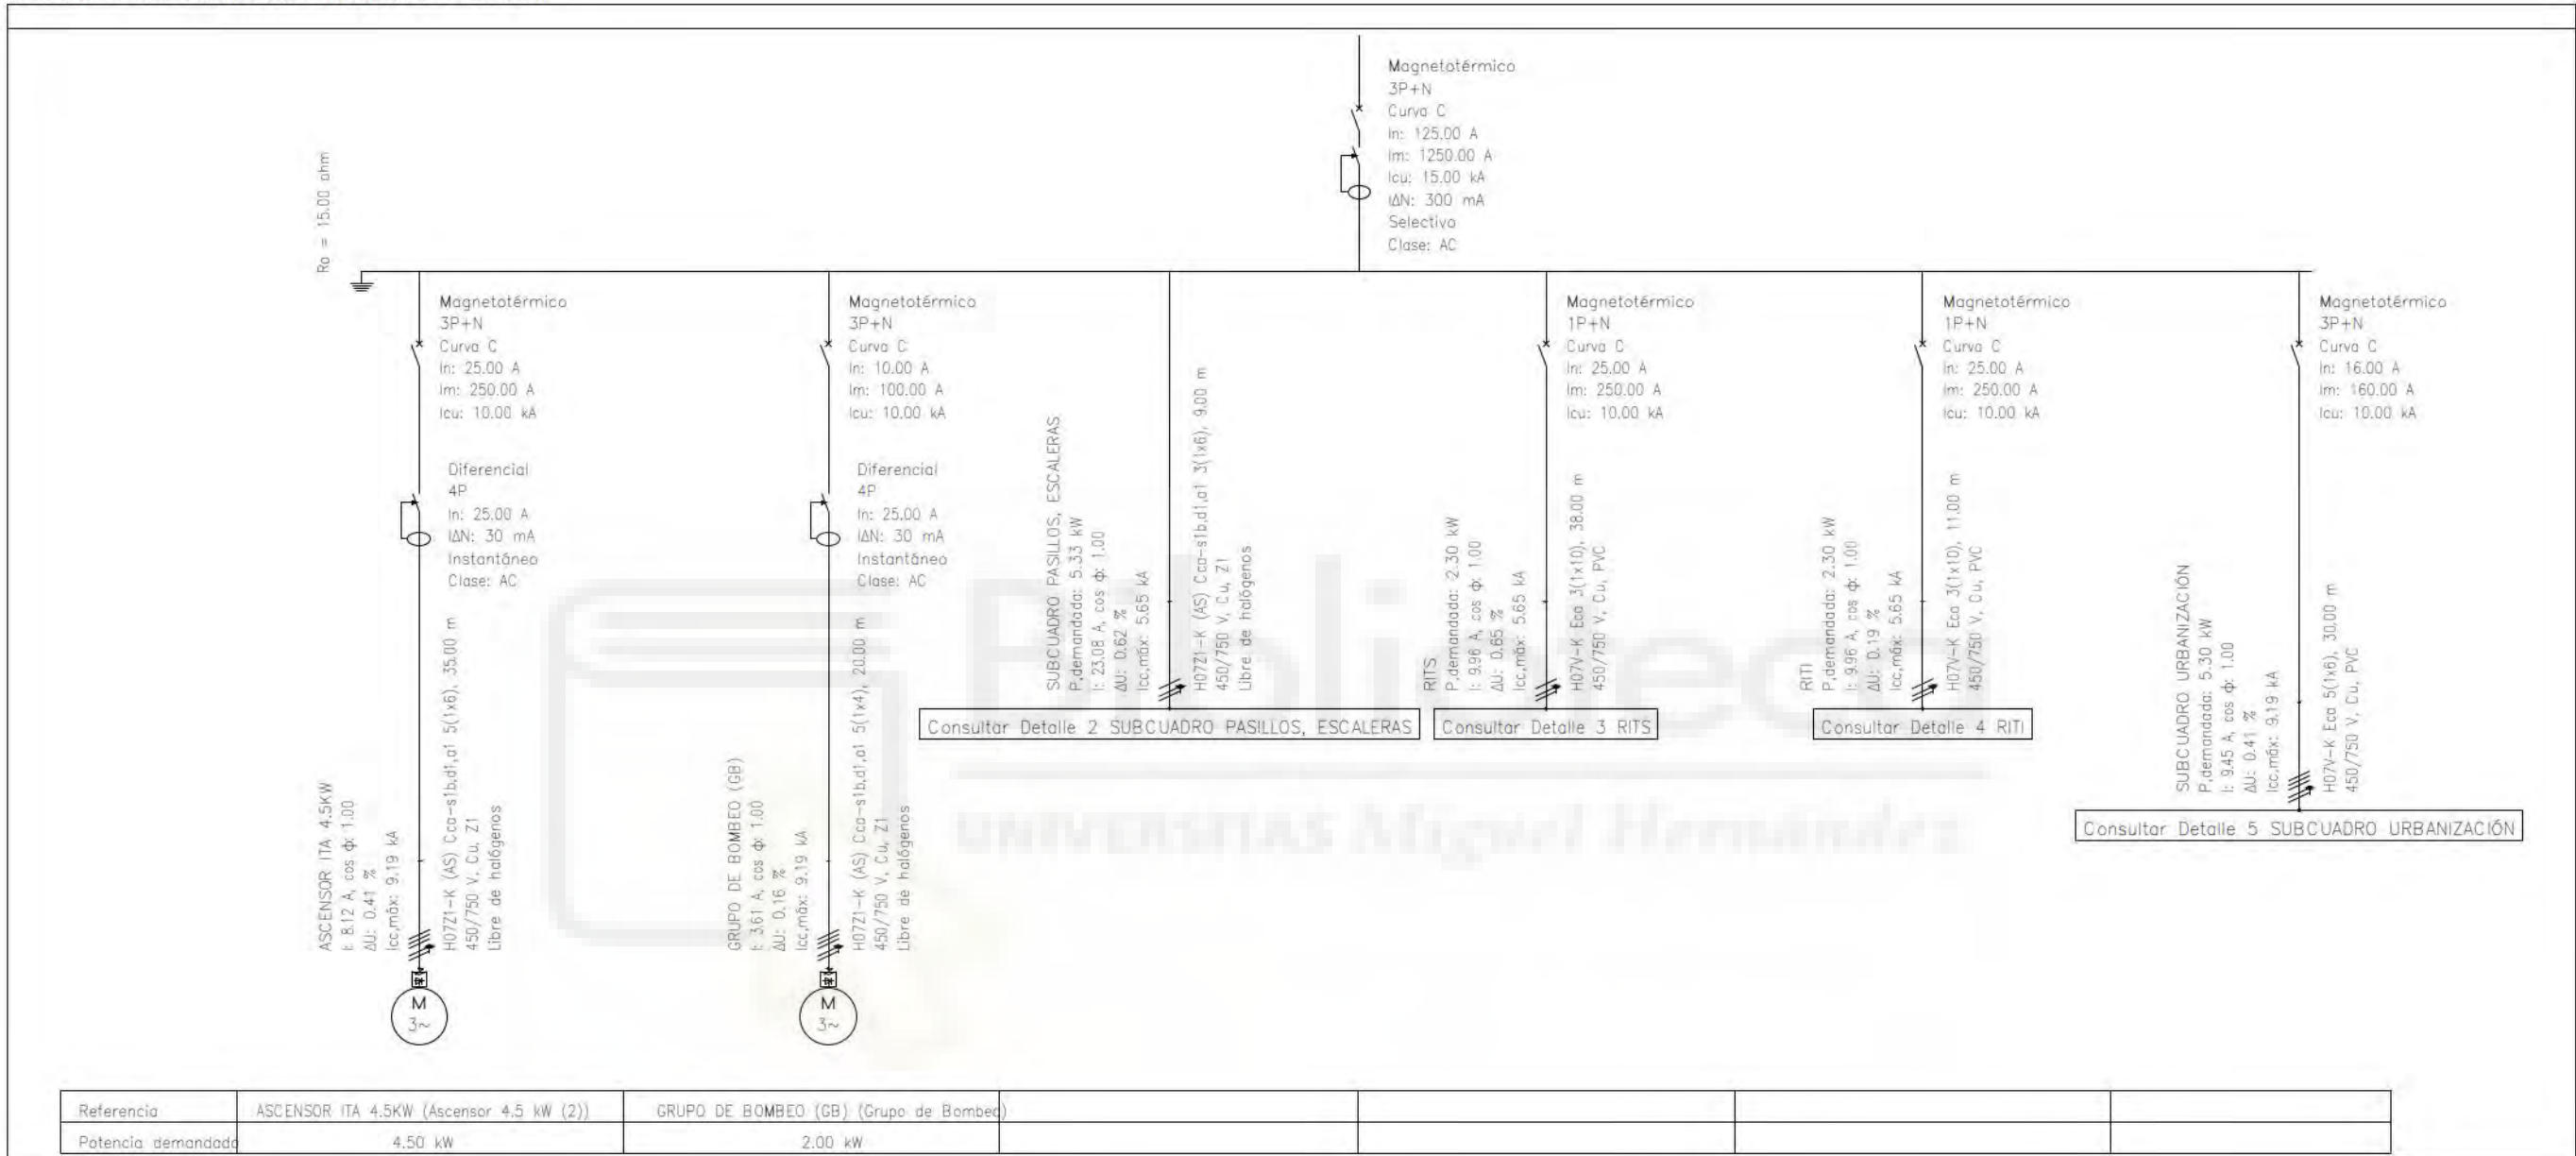 Magnetotérmico
3P+N
Curva C
In: 125.00 A
Im: 1250.00 A
Icu: 15.00 kA
IΔN: 300 mA
Selectivo
Clase: AC
Ro = 15.00 ohm
Magnetotérmico
3P+N
Curva C
In: 25.00 A
Im: 250.00 A
Icu: 10.00 kA
Diferencial
4P
In: 25.00 A
IΔN: 30 mA
Instantáneo
Clase: AC
ASCENSOR ITA 4.5KW
I: 8.12 A, cos φ: 1.00
ΔU: 0.41 %
Icc,máx: 9.19 kA
H07Z1-K (AS) Cca-s1b,d1,a1 5(1x6), 35.00 m
450/750 V, Cu, Z1
Libre de halógenos
M
3~
Magnetotérmico
3P+N
Curva C
In: 10.00 A
Im: 100.00 A
Icu: 10.00 kA
Diferencial
4P
In: 25.00 A
IΔN: 30 mA
Instantáneo
Clase: AC
GRUPO DE BOMBEO (GB)
I: 3.61 A, cos φ: 1.00
ΔU: 0.16 %
Icc,máx: 9.19 kA
H07Z1-K (AS) Cca-s1b,d1,a1 5(1x4), 20.00 m
450/750 V, Cu, Z1
Libre de halógenos
M
3~
SUBCUADRO PASILLOS, ESCALERAS
P.demandada: 5.33 kW
I: 23.08 A, cos φ: 1.00
ΔU: 0.62 %
Icc,máx: 5.65 kA
H07Z1-K (AS) Cca-s1b,d1,a1 3(1x6), 9.00 m
450/750 V, Cu, Z1
Libre de halógenos
Consultar Detalle 2 SUBCUADRO PASILLOS, ESCALERAS
Magnetotérmico
1P+N
Curva C
In: 25.00 A
Im: 250.00 A
Icu: 10.00 kA
RITS
P.demandada: 2.30 kW
I: 9.96 A, cos φ: 1.00
ΔU: 0.65 %
Icc,máx: 5.65 kA
H07V-K Eca 3(1x10), 38.00 m
450/750 V, Cu, PVC
Consultar Detalle 3 RITS
Magnetotérmico
1P+N
Curva C
In: 25.00 A
Im: 250.00 A
Icu: 10.00 kA
RITI
P.demandada: 2.30 kW
I: 9.96 A, cos φ: 1.00
ΔU: 0.19 %
Icc,máx: 5.65 kA
H07V-K Eca 3(1x10), 11.00 m
450/750 V, Cu, PVC
Consultar Detalle 4 RITI
Magnetotérmico
3P+N
Curva C
In: 16.00 A
Im: 160.00 A
Icu: 10.00 kA
SUBCUADRO URBANIZACIÓN
P.demandada: 5.30 kW
I: 9.45 A, cos φ: 1.00
ΔU: 0.41 %
Icc,máx: 9.19 kA
H07V-K Eca 5(1x6), 30.00 m
450/750 V, Cu, PVC
Consultar Detalle 5 SUBCUADRO URBANIZACIÓN
Biblioteca
UNIVERSITAS Miguel Hernández
Referencia ASCENSOR ITA 4.5KW (Ascensor 4.5 kW (2)) GRUPO DE BOMBEO (GB) (Grupo de Bombeo)
Potencia demandada 4.50 kW 2.00 kW